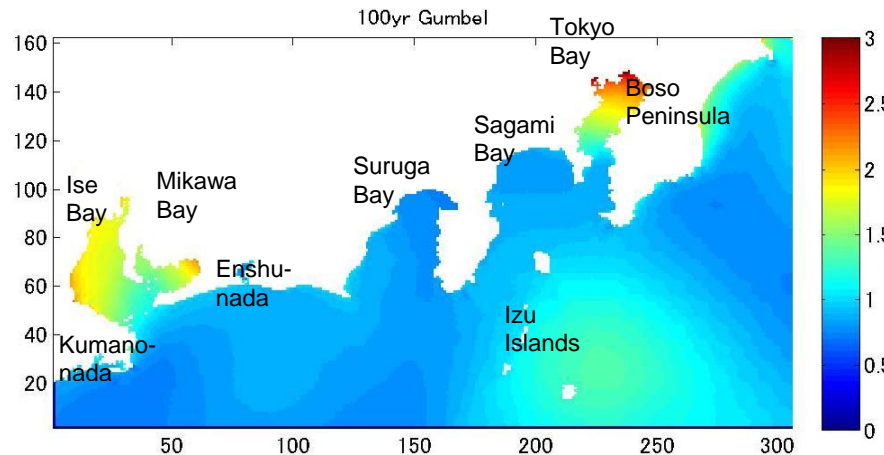 100yr Gumbel
Tokyo
Bay
Boso
Peninsula
Sagami
Bay
Suruga
Bay
Mikawa
Bay
Ise
Bay
Enshu-
nada
Izu
Islands
Kumano-
nada
160
140
120
100
80
60
40
20
50
100
150
200
250
300
3
2.5
2
1.5
1
0.5
0